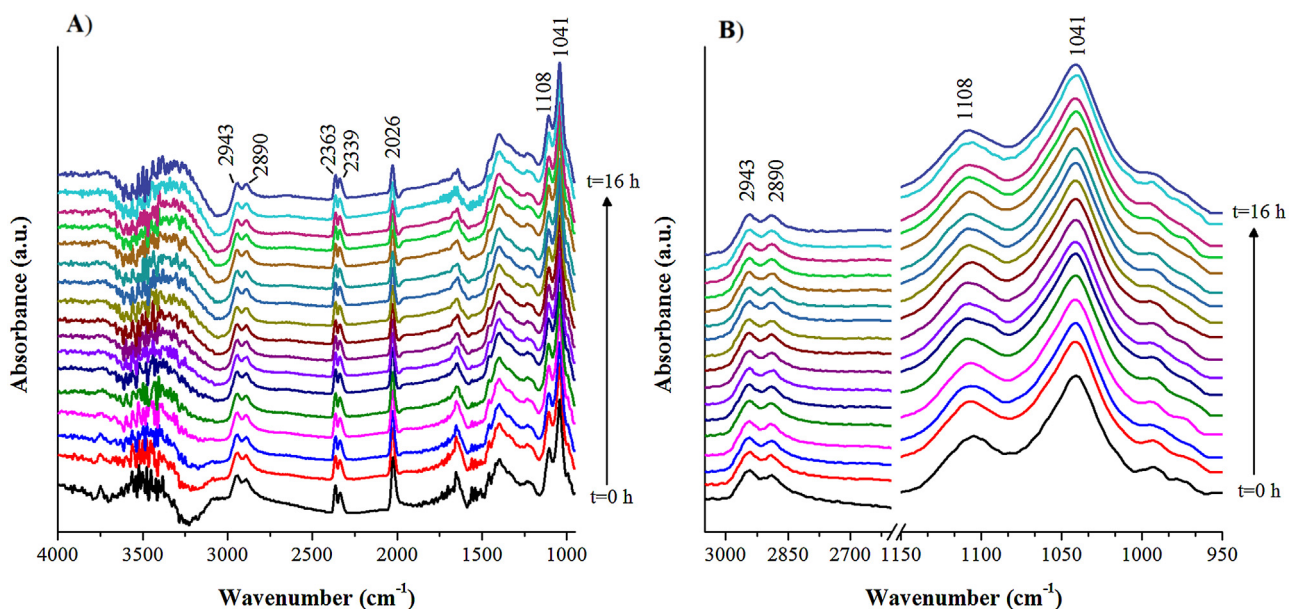 A)
2943
2890
2363
2339
2026
1108
1041
t=16 h
t=0 h
Absorbance (a.u.)
4000 3500 3000 2500 2000 1500 1000
Wavenumber (cm⁻¹)
B)
2943
2890
1108
1041
t=16 h
t=0 h
Absorbance (a.u.)
3000 2850 2700 1150 1100 1050 1000 950
Wavenumber (cm⁻¹)